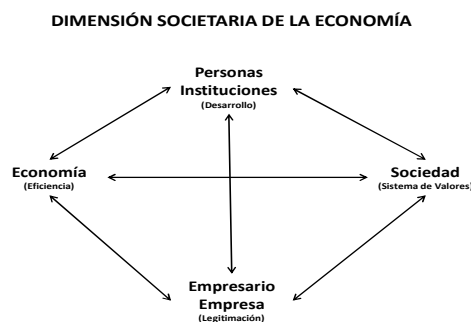 DIMENSIÓN SOCIETARIA DE LA ECONOMÍA
Personas
Instituciones
(Desarrollo)
Economía
(Eficiencia)
Sociedad
(Sistema de Valores)
Empresario
Empresa
(Legitimación)